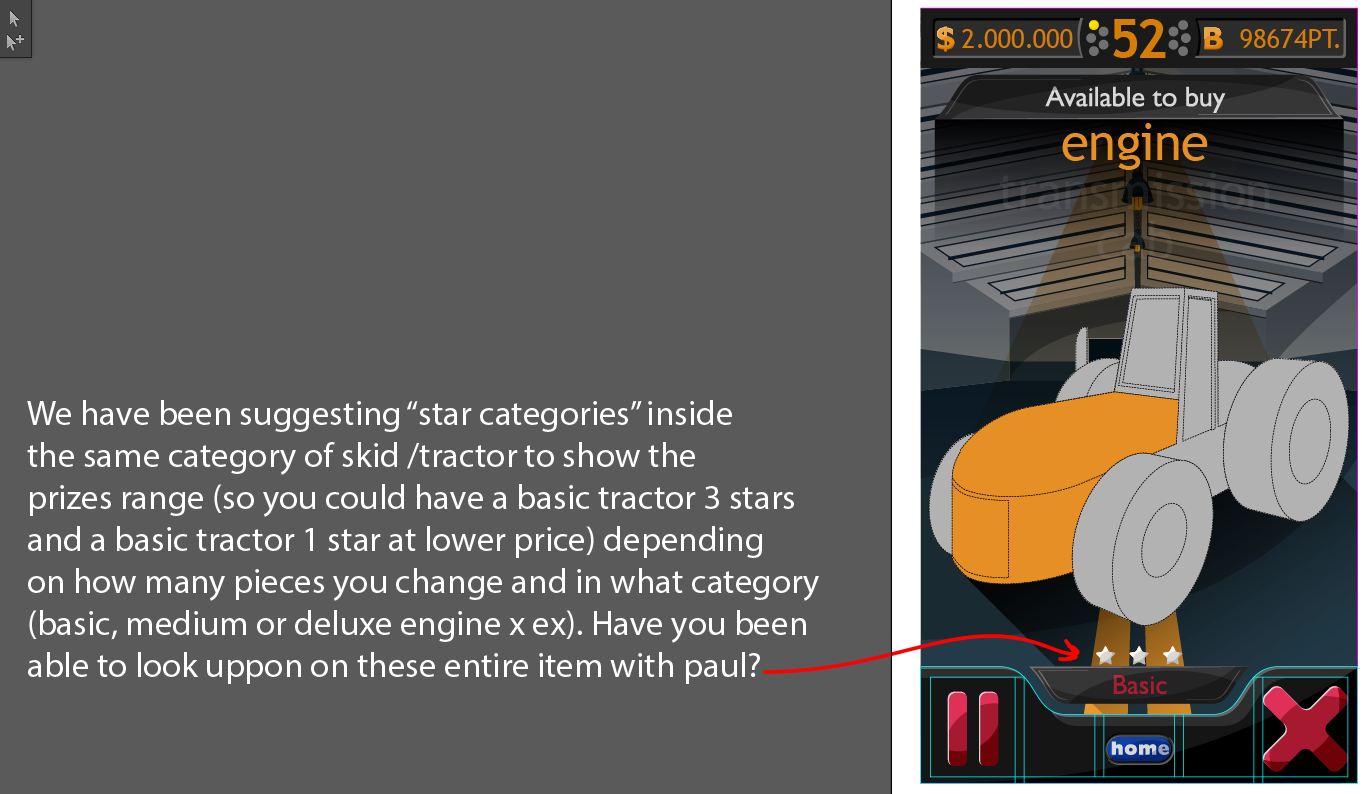 $ 2.000.000 52 B 98674PT.
Available to buy
engine
transmission
We have been suggesting “star categories” inside
the same category of skid /tractor to show the
prizes range (so you could have a basic tractor 3 stars
and a basic tractor 1 star at lower price) depending
on how many pieces you change and in what category
(basic, medium or deluxe engine x ex). Have you been
able to look uppon on these entire item with paul?
Basic
home